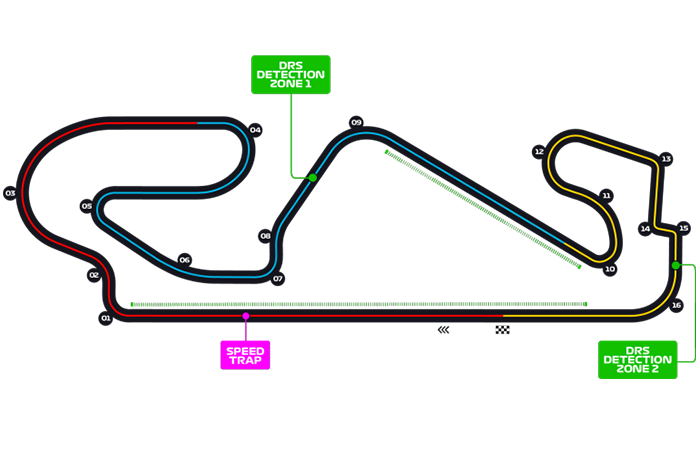 DRS
DETECTION
ZONE 1
09
04
12
13
03
11
05
14
15
08
06
10
02
07
16
01
SPEED
TRAP
DRS
DETECTION
ZONE 2